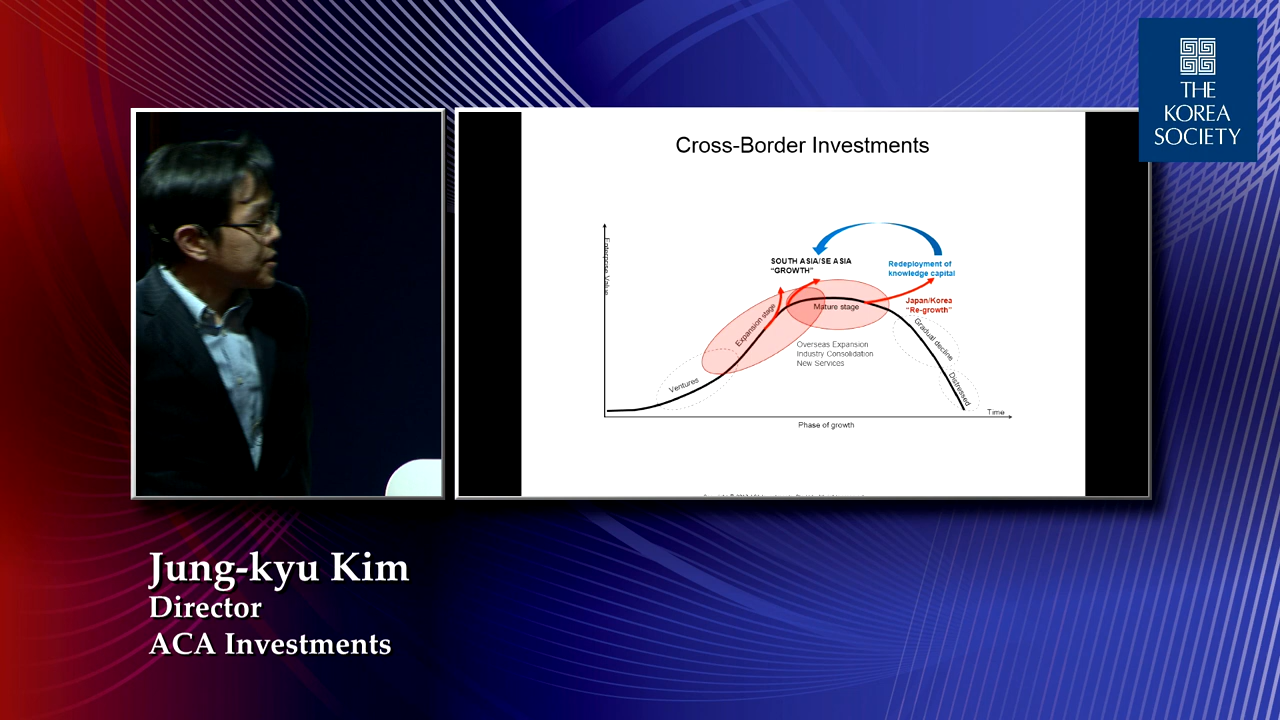 THE
KOREA
SOCIETY
Cross-Border Investments
Enterprise Value
SOUTH ASIA/SE ASIA
"GROWTH"
Redeployment of
knowledge capital
Japan/Korea
"Re-growth"
Expansion stage
Mature stage
Gradual decline
Overseas Expansion
Industry Consolidation
New Services
Ventures
Distressed
Time
Phase of growth
Jung-kyu Kim
Director
ACA Investments